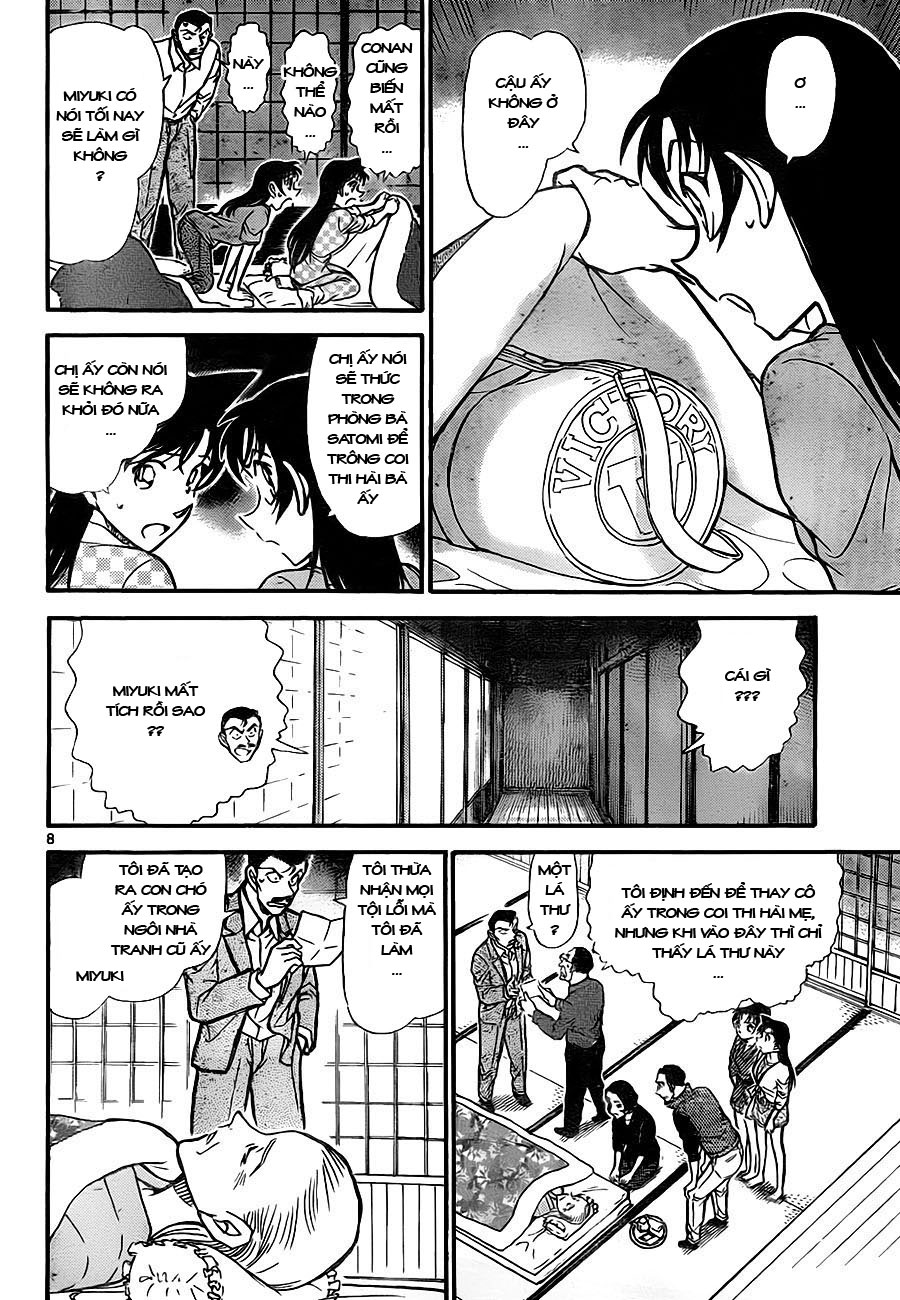 Ơ
...
CẬU ẤY
KHÔNG Ở
ĐÂY
...
VICTORY
CONAN
CŨNG
BIẾN
MẤT
RỒI
...
KHÔNG
THỂ
NÀO
...
NÀY
...
MIYUKI CÓ
NÓI TỐI NAY
SẼ LÀM GÌ
KHÔNG
?
CHỊ ẤY NÓI
SẼ THỨC
TRONG
PHÒNG BÀ
SATOMI ĐỂ
TRÔNG COI
THI HÀI BÀ
ẤY
CHỊ ẤY CÒN NÓI
SẼ KHÔNG RA
KHỎI ĐÓ NỮA
...
CÁI GÌ
???
MIYUKI MẤT
TÍCH RỒI SAO
??
8
TÔI ĐỊNH ĐẾN ĐỂ THAY CÔ
ẤY TRONG COI THI HÀI MẸ,
NHƯNG KHI VÀO ĐÂY THÌ CHỈ
THẤY LÁ THƯ NÀY
...
MỘT
LÁ
THƯ
?
TÔI THỪA
NHẬN MỌI
TỘI LỖI MÀ
TÔI ĐÃ
LÀM
...
TÔI ĐÃ TẠO
RA CON CHÓ
ẤY TRONG
NGÔI NHÀ
TRANH CŨ ẤY
MIYUKI